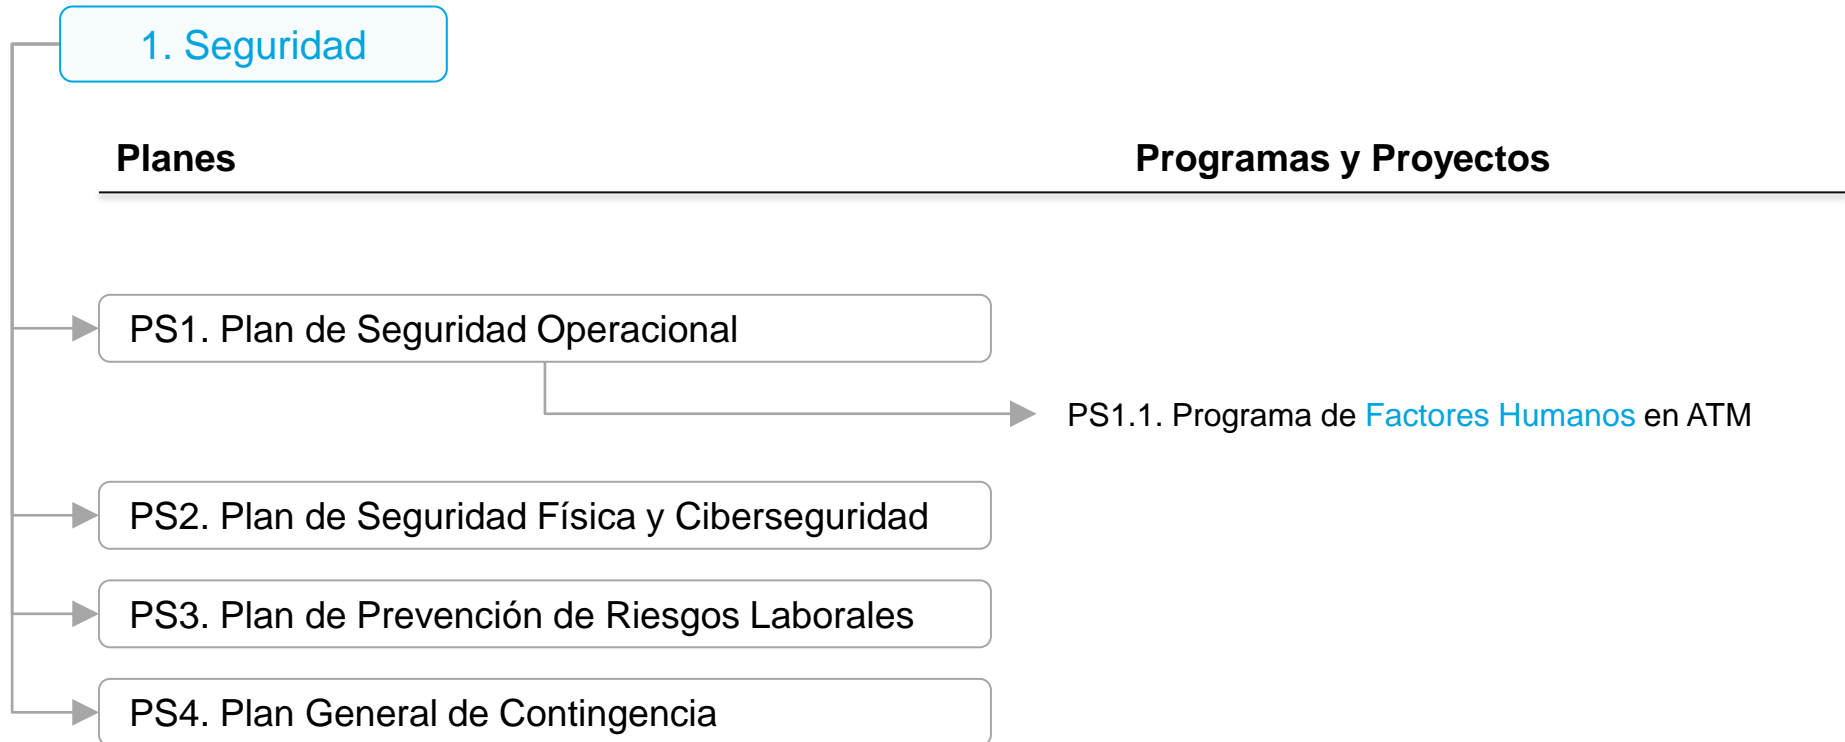 1. Seguridad
Planes
Programas y Proyectos
PS1. Plan de Seguridad Operacional
PS1.1. Programa de Factores Humanos en ATM
PS2. Plan de Seguridad Física y Ciberseguridad
PS3. Plan de Prevención de Riesgos Laborales
PS4. Plan General de Contingencia